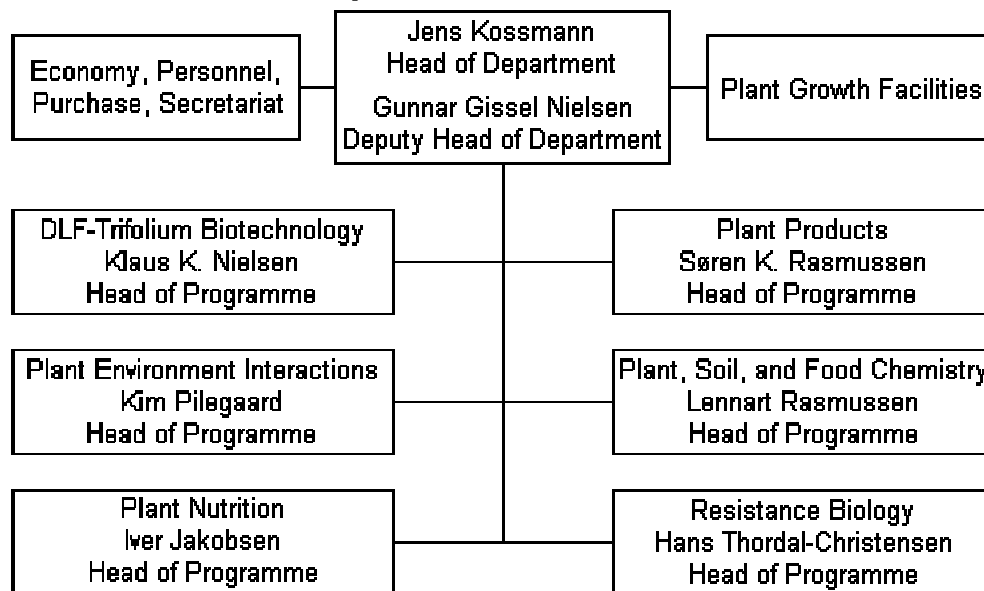 Jens Kossmann
Head of Department
Gunnar Gissel Nielsen
Deputy Head of Department
Economy, Personnel,
Purchase, Secretariat
Plant Growth Facilities
DLF-Trifolium Biotechnology
Klaus K. Nielsen
Head of Programme
Plant Products
Søren K. Rasmussen
Head of Programme
Plant Environment Interactions
Kim Pilegaard
Head of Programme
Plant, Soil, and Food Chemistry
Lennart Rasmussen
Head of Programme
Plant Nutrition
Iver Jakobsen
Head of Programme
Resistance Biology
Hans Thordal-Christensen
Head of Programme